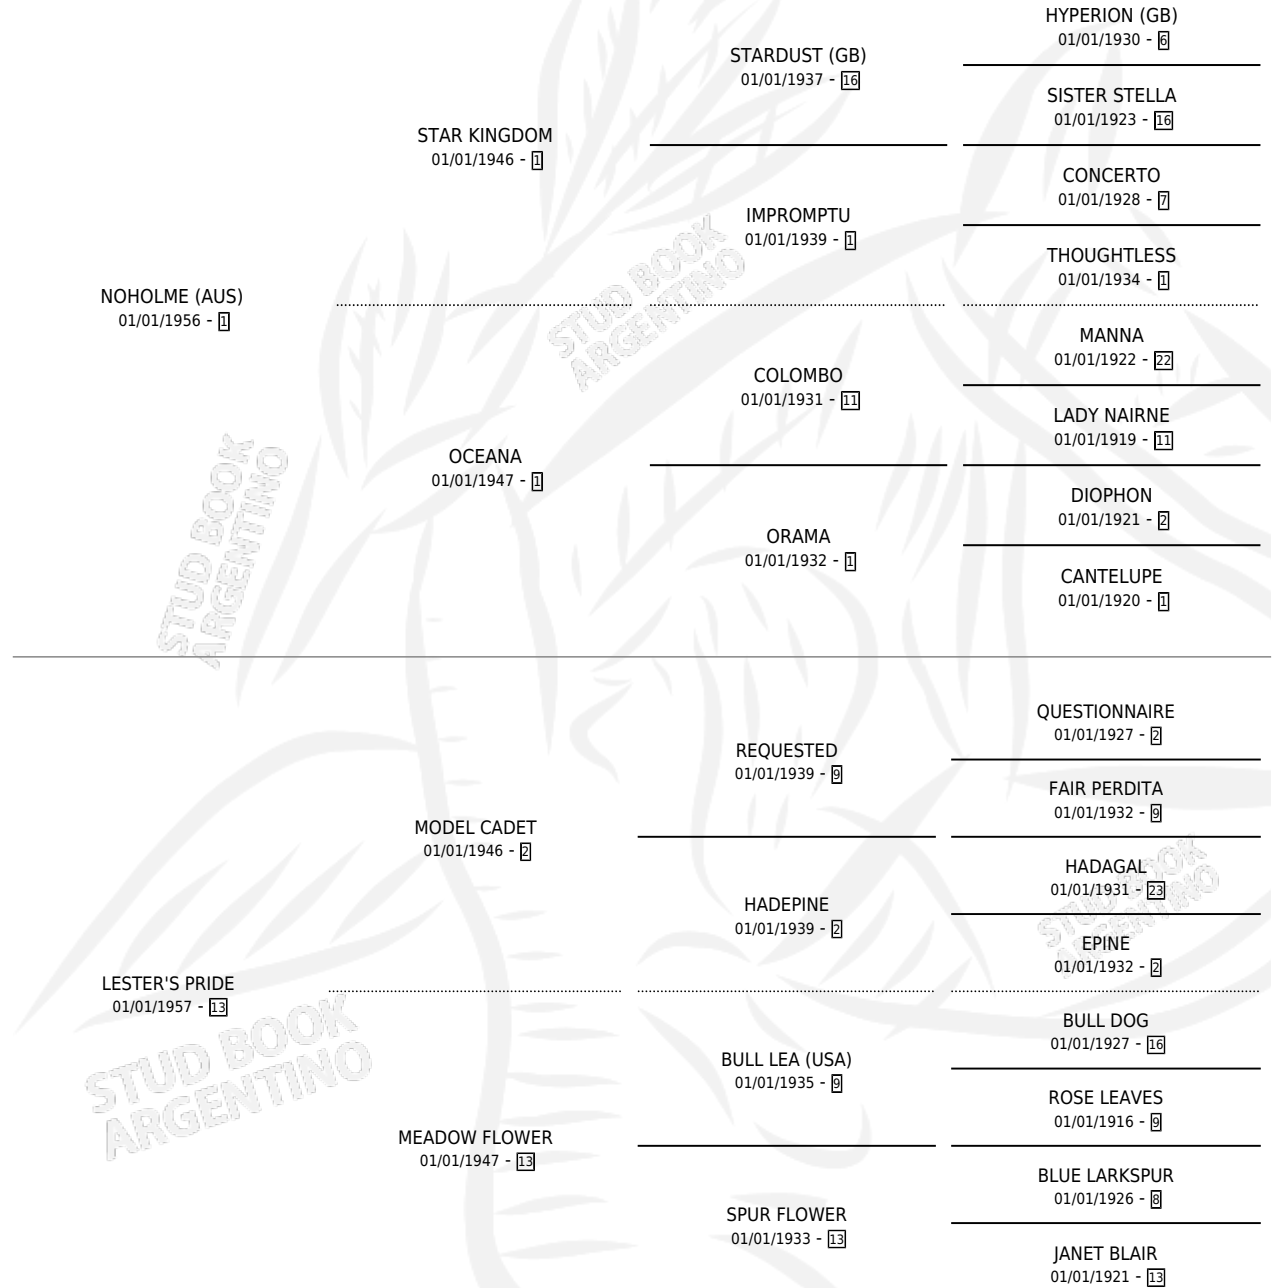 HYPERION (GB)
01/01/1930 - 6
STARDUST (GB)
01/01/1937 - 16
SISTER STELLA
01/01/1923 - 16
STAR KINGDOM
01/01/1946 - 1
CONCERTO
01/01/1928 - 7
IMPROMPTU
01/01/1939 - 1
THOUGHTLESS
01/01/1934 - 1
NOHOLME (AUS)
01/01/1956 - 1
MANNA
01/01/1922 - 22
COLOMBO
01/01/1931 - 11
LADY NAIRNE
01/01/1919 - 11
OCEANA
01/01/1947 - 1
DIOPHON
01/01/1921 - 2
ORAMA
01/01/1932 - 1
CANTELUPE
01/01/1920 - 1
QUESTIONNAIRE
01/01/1927 - 2
REQUESTED
01/01/1939 - 9
FAIR PERDITA
01/01/1932 - 9
MODEL CADET
01/01/1946 - 2
HADAGAL
01/01/1931 - 23
HADEPINE
01/01/1939 - 2
EPINE
01/01/1932 - 2
LESTER'S PRIDE
01/01/1957 - 13
BULL DOG
01/01/1927 - 16
BULL LEA (USA)
01/01/1935 - 9
ROSE LEAVES
01/01/1916 - 9
MEADOW FLOWER
01/01/1947 - 13
BLUE LARKSPUR
01/01/1926 - 8
SPUR FLOWER
01/01/1933 - 13
JANET BLAIR
01/01/1921 - 13
STUD BOOK
ARGENTINO
STUD BOOK
ARGENTINO
STUD BOOK
ARGENTINO
STUD BOOK
ARGENTINO